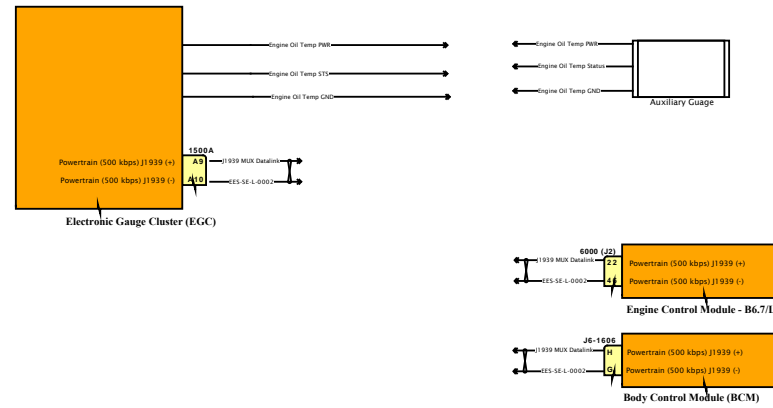 Engine Oil Temp PWR
Engine Oil Temp STS
Engine Oil Temp GND
Engine Oil Temp PWR
Engine Oil Temp Status
Engine Oil Temp GND
Auxiliary Guage
1500A
Powertrain (500 kbps) J1939 (+)
A9
J1939 MUX Datalink
Powertrain (500 kbps) J1939 (-)
A10
EES-SE-L-0002
Electronic Gauge Cluster (EGC)
6000 (J2)
J1939 MUX Datalink
22
Powertrain (500 kbps) J1939 (+)
EES-SE-L-0002
Powertrain (500 kbps) J1939 (-)
Engine Control Module - B6.7/L
J6-1606
J1939 MUX Datalink
H
Powertrain (500 kbps) J1939 (+)
EES-SE-L-0002
G
Powertrain (500 kbps) J1939 (-)
Body Control Module (BCM)